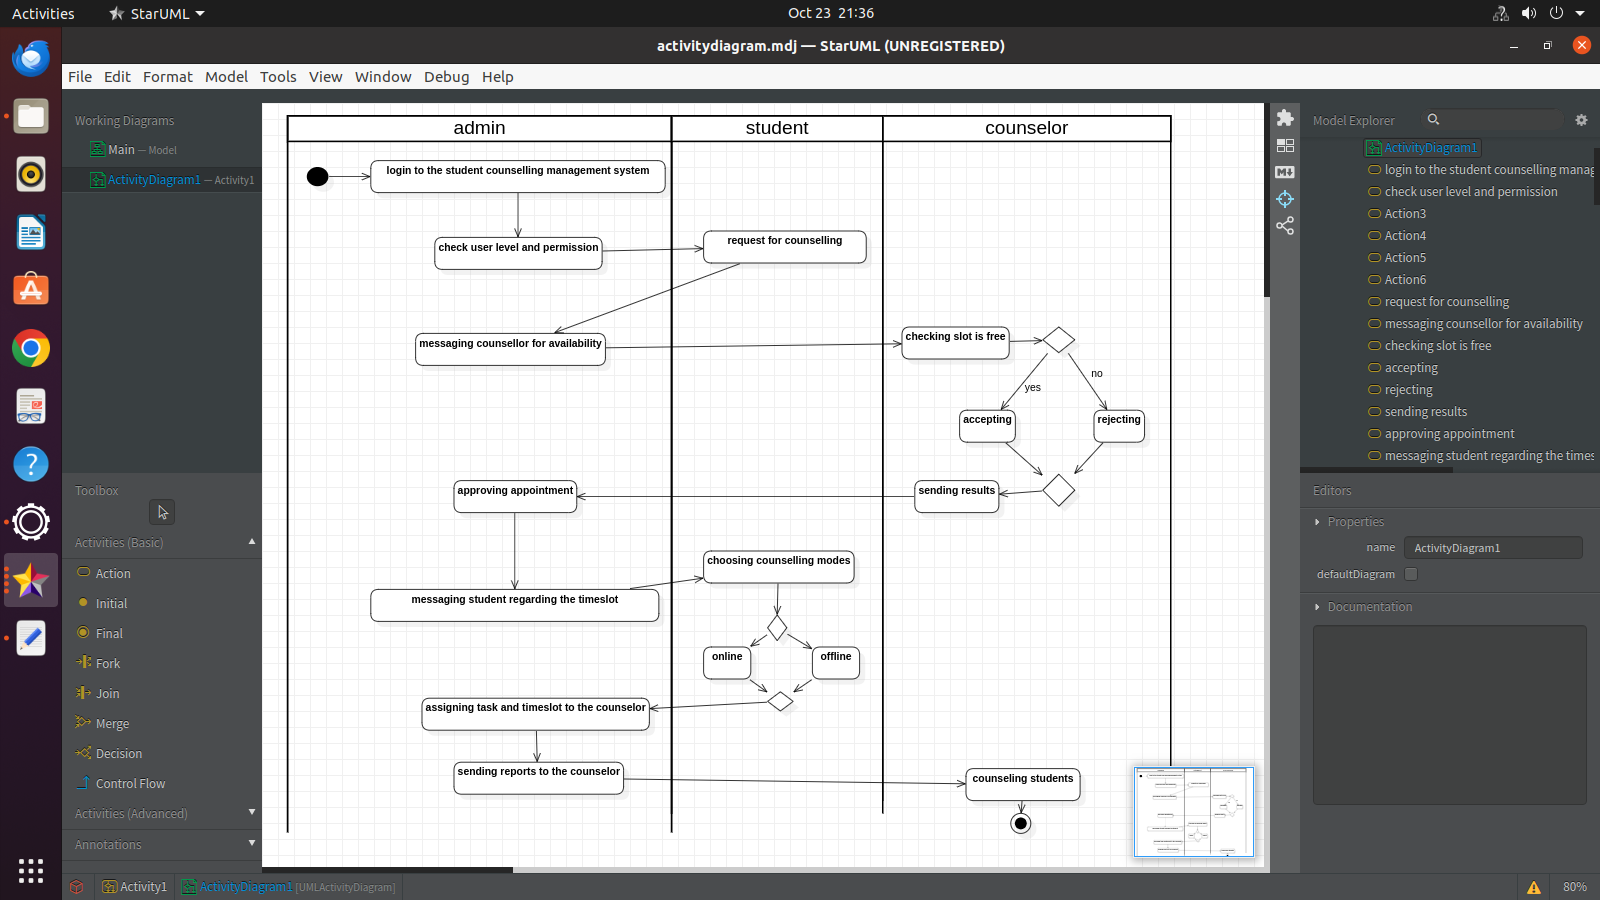 Activities
StarUML
Oct 23 21:36
activitydiagram.mdj — StarUML (UNREGISTERED)
File Edit Format Model Tools View Window Debug Help
Working Diagrams
Main — Model
ActivityDiagram1 — Activity1
Toolbox
Activities (Basic)
Action
Initial
Final
Fork
Join
Merge
Decision
Control Flow
Activities (Advanced)
Annotations
admin
student
counselor
login to the student counselling management system
check user level and permission
request for counselling
messaging counsellor for availability
checking slot is free
yes
no
accepting
rejecting
approving appointment
sending results
choosing counselling modes
messaging student regarding the timeslot
online
offline
assigning task and timeslot to the counselor
sending reports to the counselor
counseling students
M
Model Explorer
ActivityDiagram1
login to the student counselling manag
check user level and permission
Action3
Action4
Action5
Action6
request for counselling
messaging counsellor for availability
checking slot is free
accepting
rejecting
sending results
approving appointment
messaging student regarding the times
Editors
Properties
name ActivityDiagram1
defaultDiagram
Documentation
Activity1
ActivityDiagram1 [UMLActivityDiagram]
80%